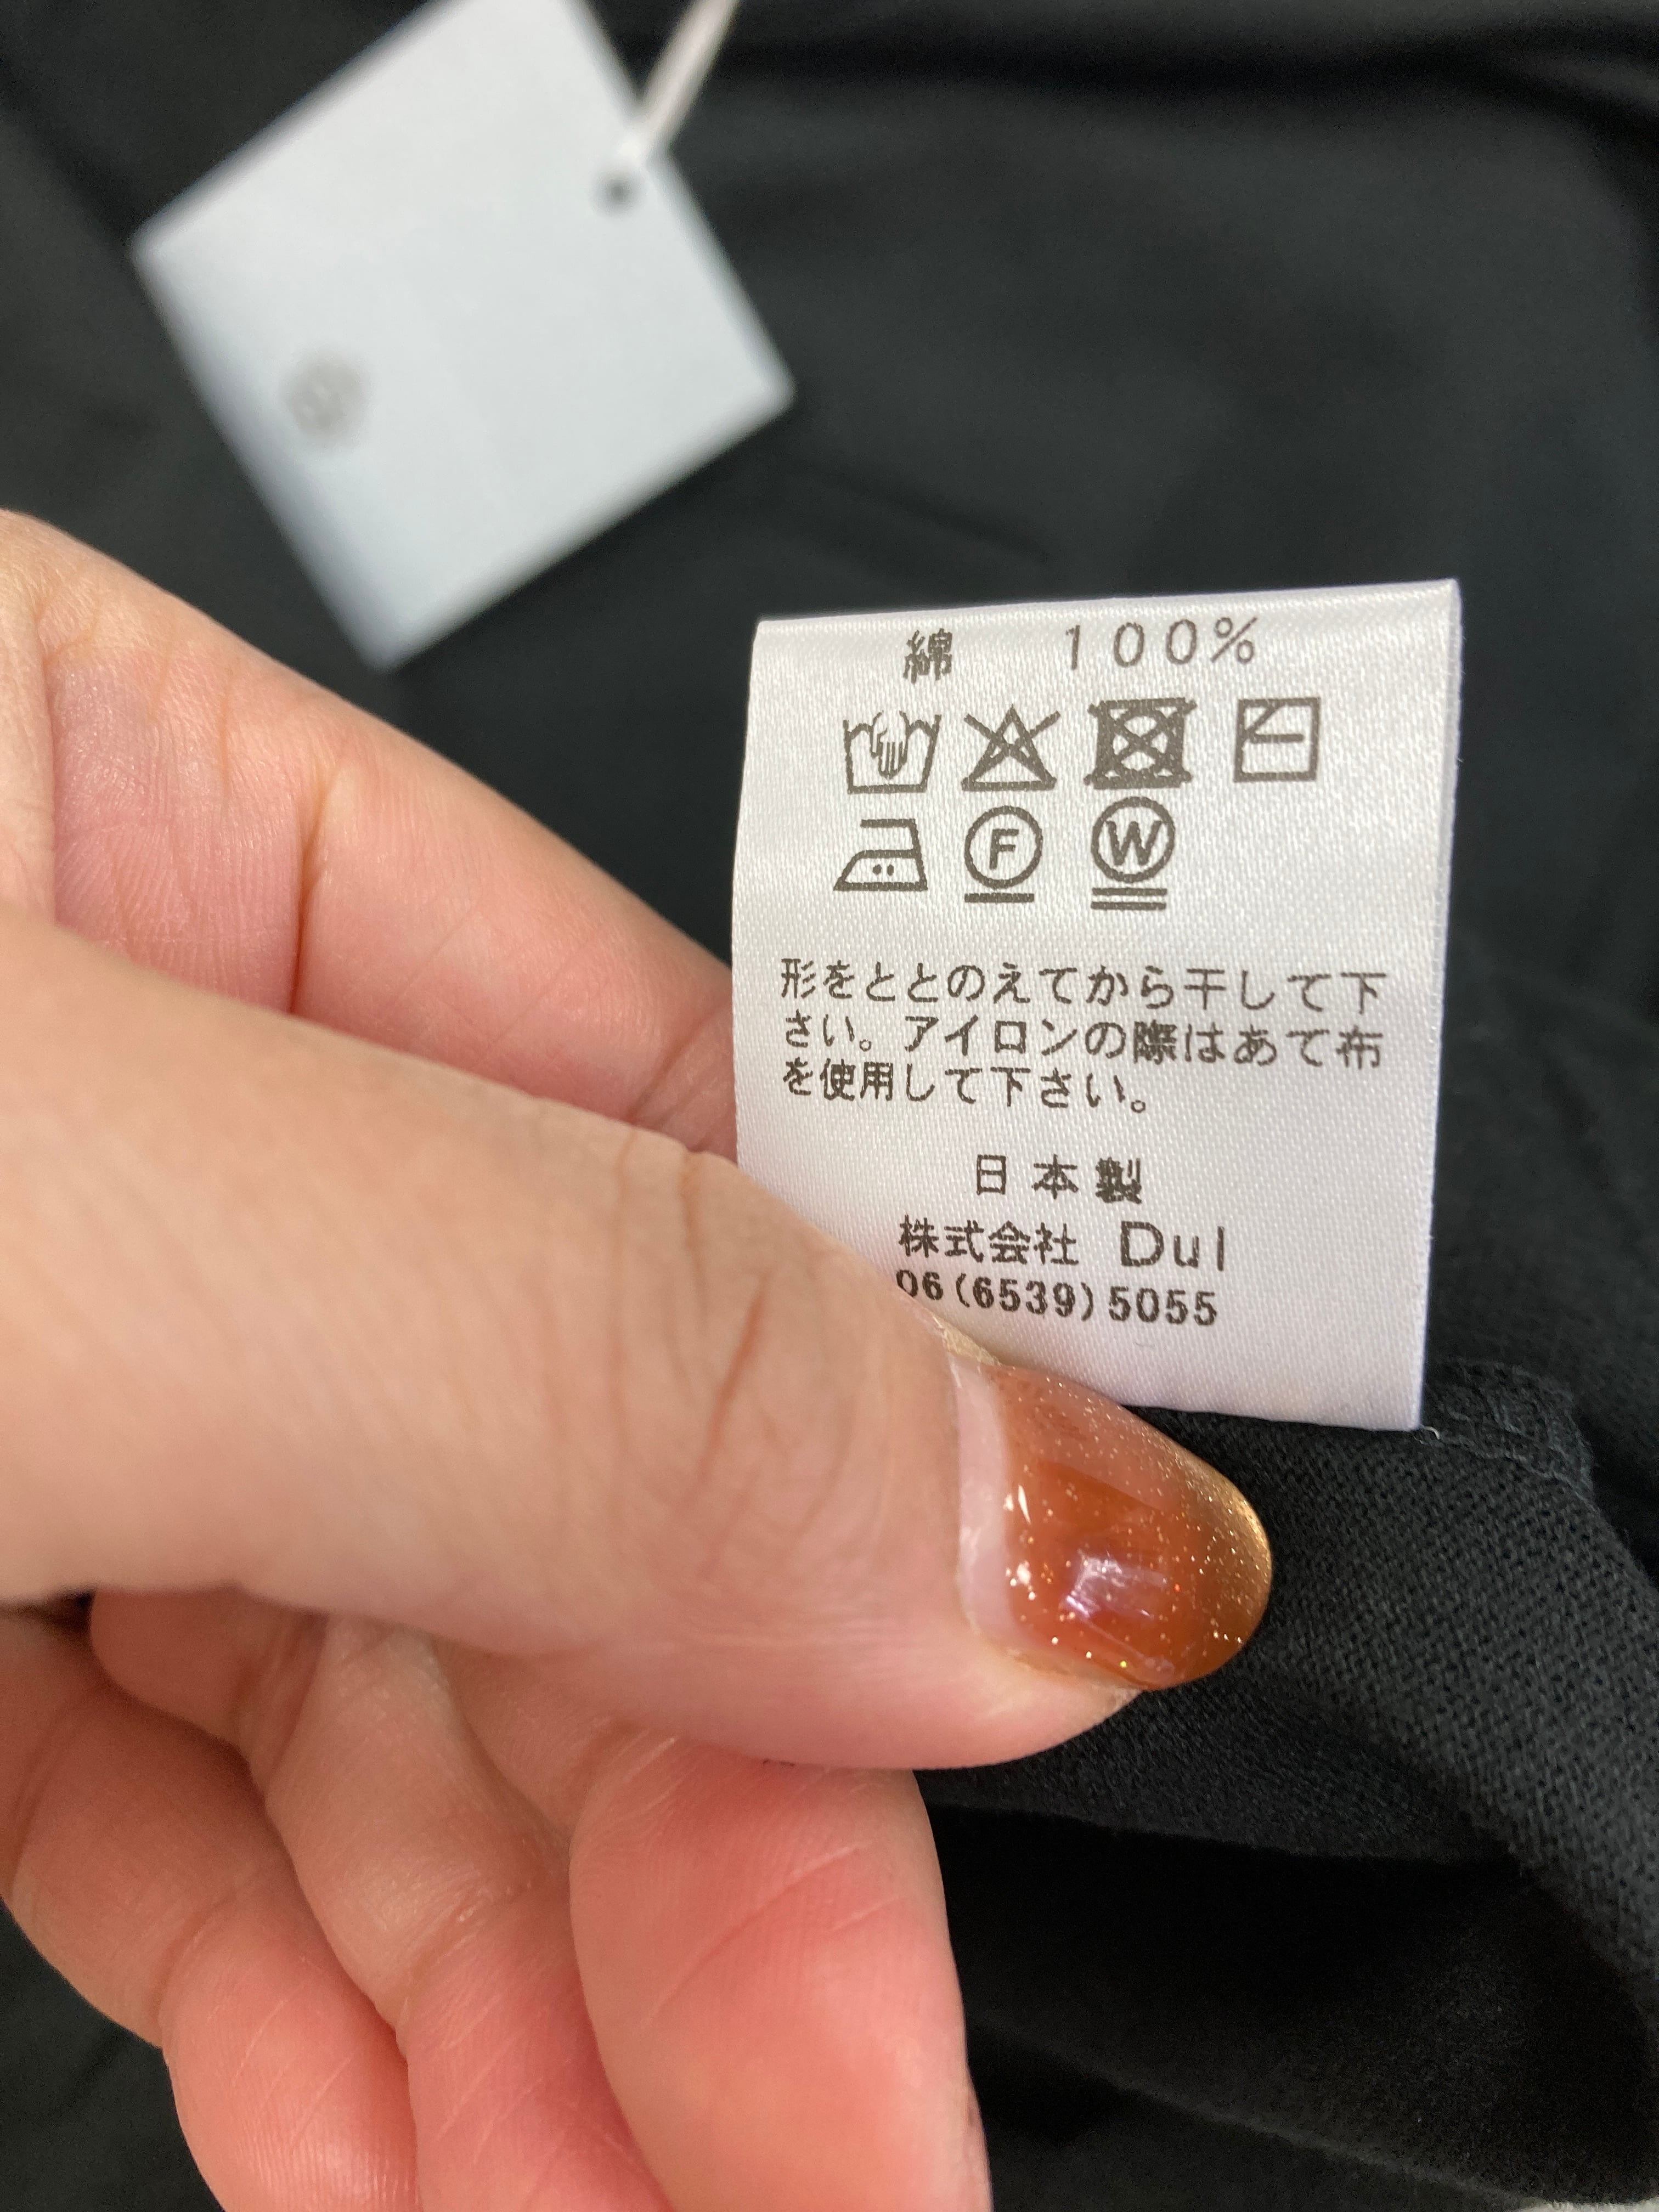 綿 100%
F W
形をととのえてから干して下
さい。アイロンの際はあて布
を使用して下さい。
日本製
株式会社 Dul
06(6539)5055